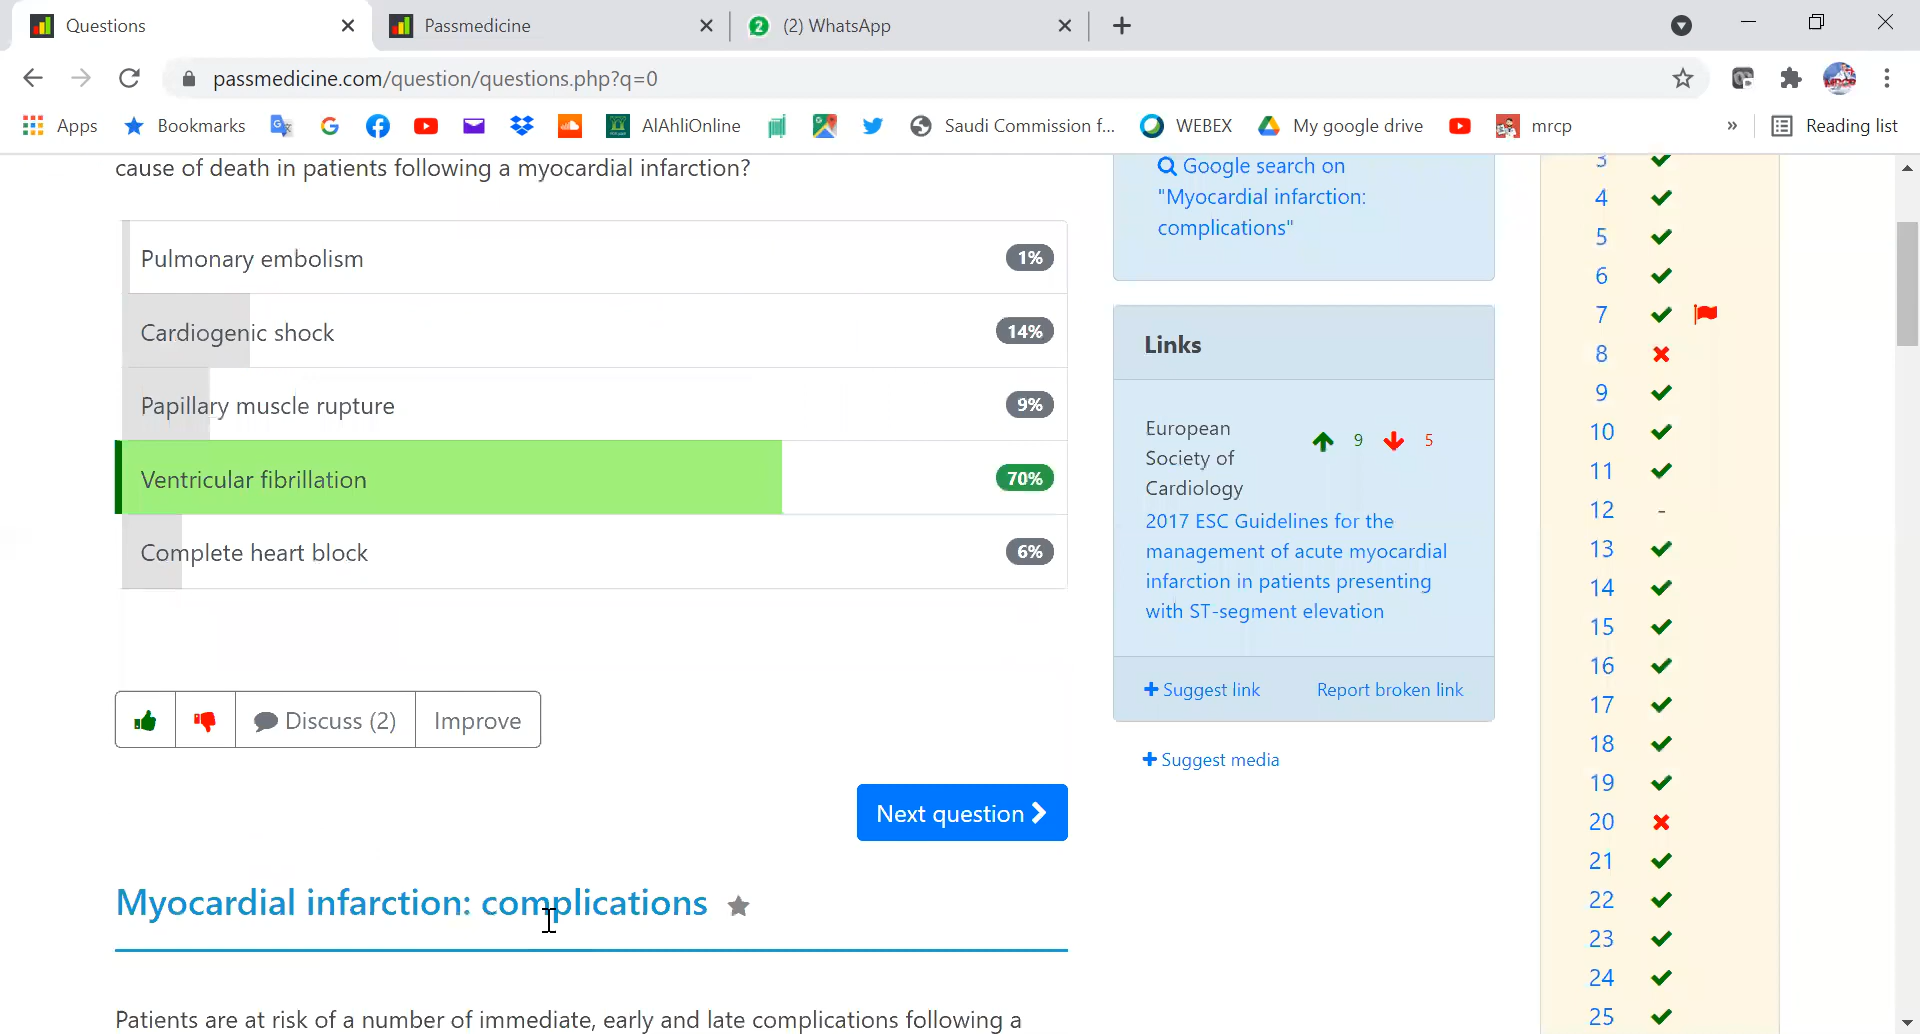 Questions
Passmedicine
2 (2) WhatsApp
passmedicine.com/question/questions.php?q=0
Apps Bookmarks AlAhliOnline Saudi Commission f... WEBEX My google drive mrcp » Reading list
cause of death in patients following a myocardial infarction?
Pulmonary embolism 1%
Cardiogenic shock 14%
Papillary muscle rupture 9%
Ventricular fibrillation 70%
Complete heart block 6%
Discuss (2) Improve
Next question
Myocardial infarction: complications
Patients are at risk of a number of immediate, early and late complications following a
Google search on
"Myocardial infarction:
complications"
Links
European
Society of
Cardiology
9 5
2017 ESC Guidelines for the
management of acute myocardial
infarction in patients presenting
with ST-segment elevation
Suggest link Report broken link
Suggest media
3
4
5
6
7
8
9
10
11
12 -
13
14
15
16
17
18
19
20
21
22
23
24
25